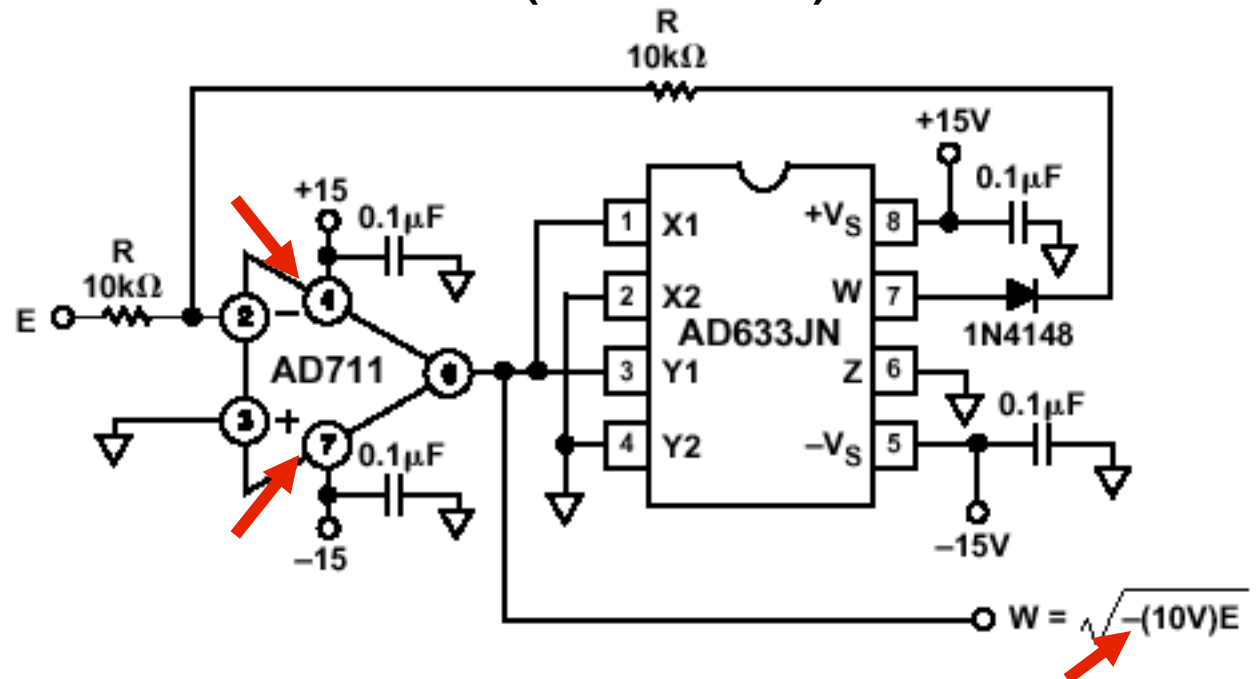 R
10kΩ
+15V
0.1μF
+15
0.1μF
R
10kΩ
E
2
−
4
AD711
6
3
+
7
0.1μF
−15
1
X1
2
X2
3
Y1
4
Y2
AD633JN
+VS
8
W
7
Z
6
−VS
5
1N4148
0.1μF
−15V
W = √−(10V)E